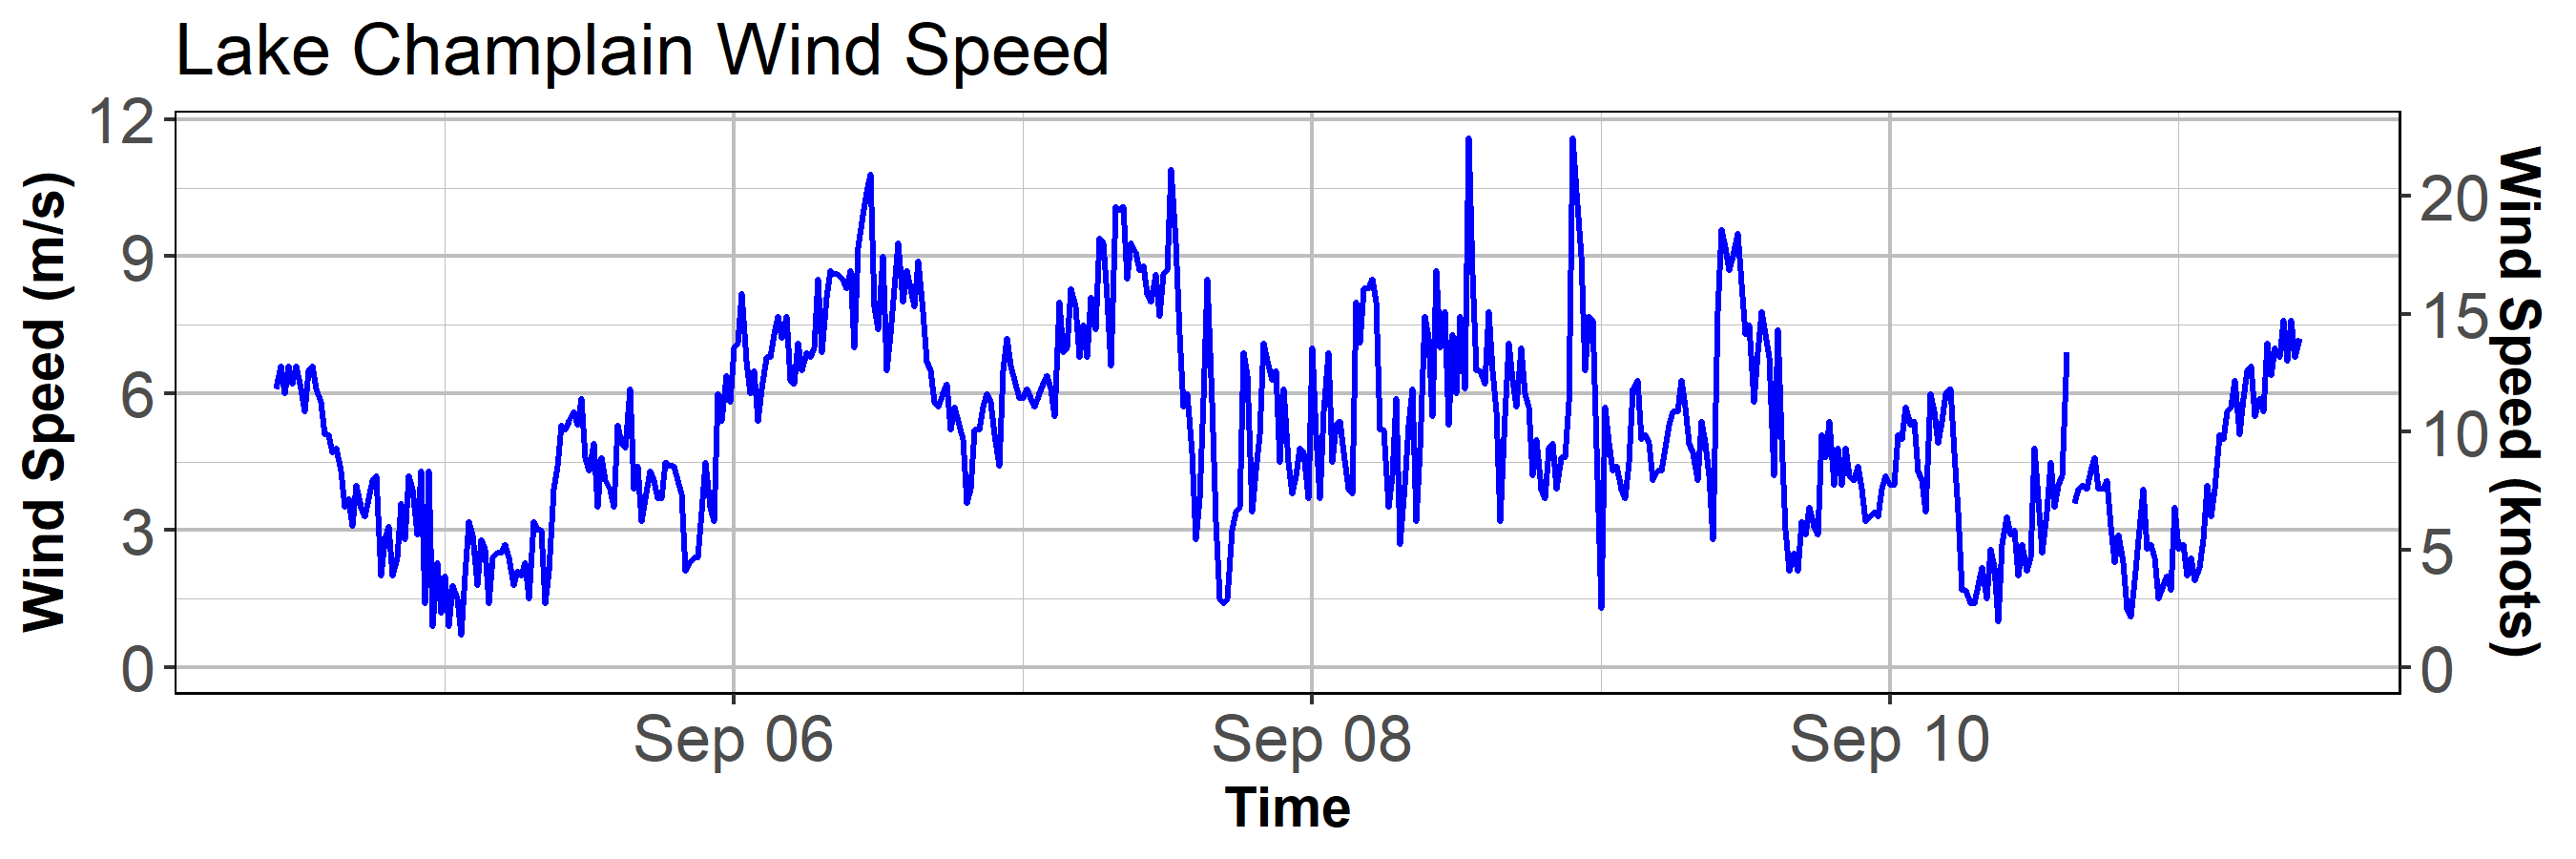 Lake Champlain Wind Speed
12
9
6
3
0
Wind Speed (m/s)
20
15
10
5
0
Wind Speed (knots)
Sep 06
Sep 08
Sep 10
Time